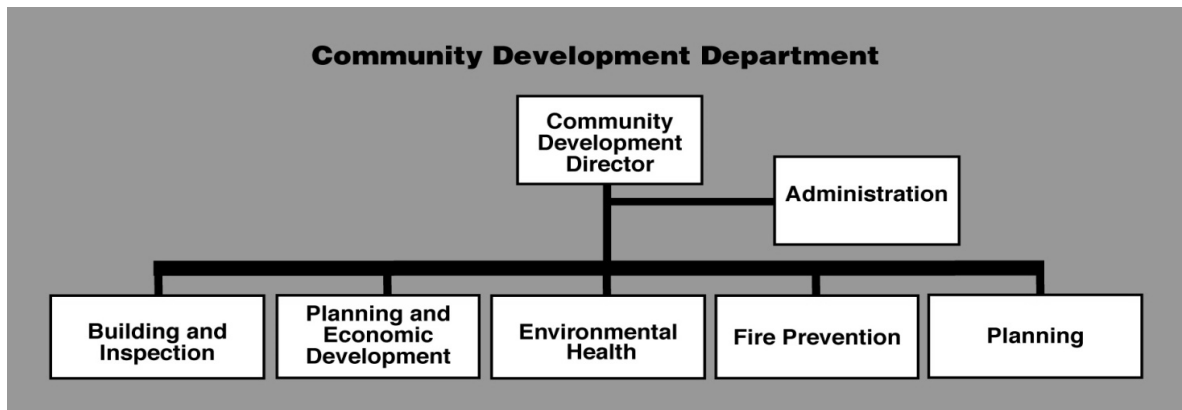 Community Development Department
Community
Development
Director
Administration
Building and
Inspection
Planning and
Economic
Development
Environmental
Health
Fire Prevention
Planning